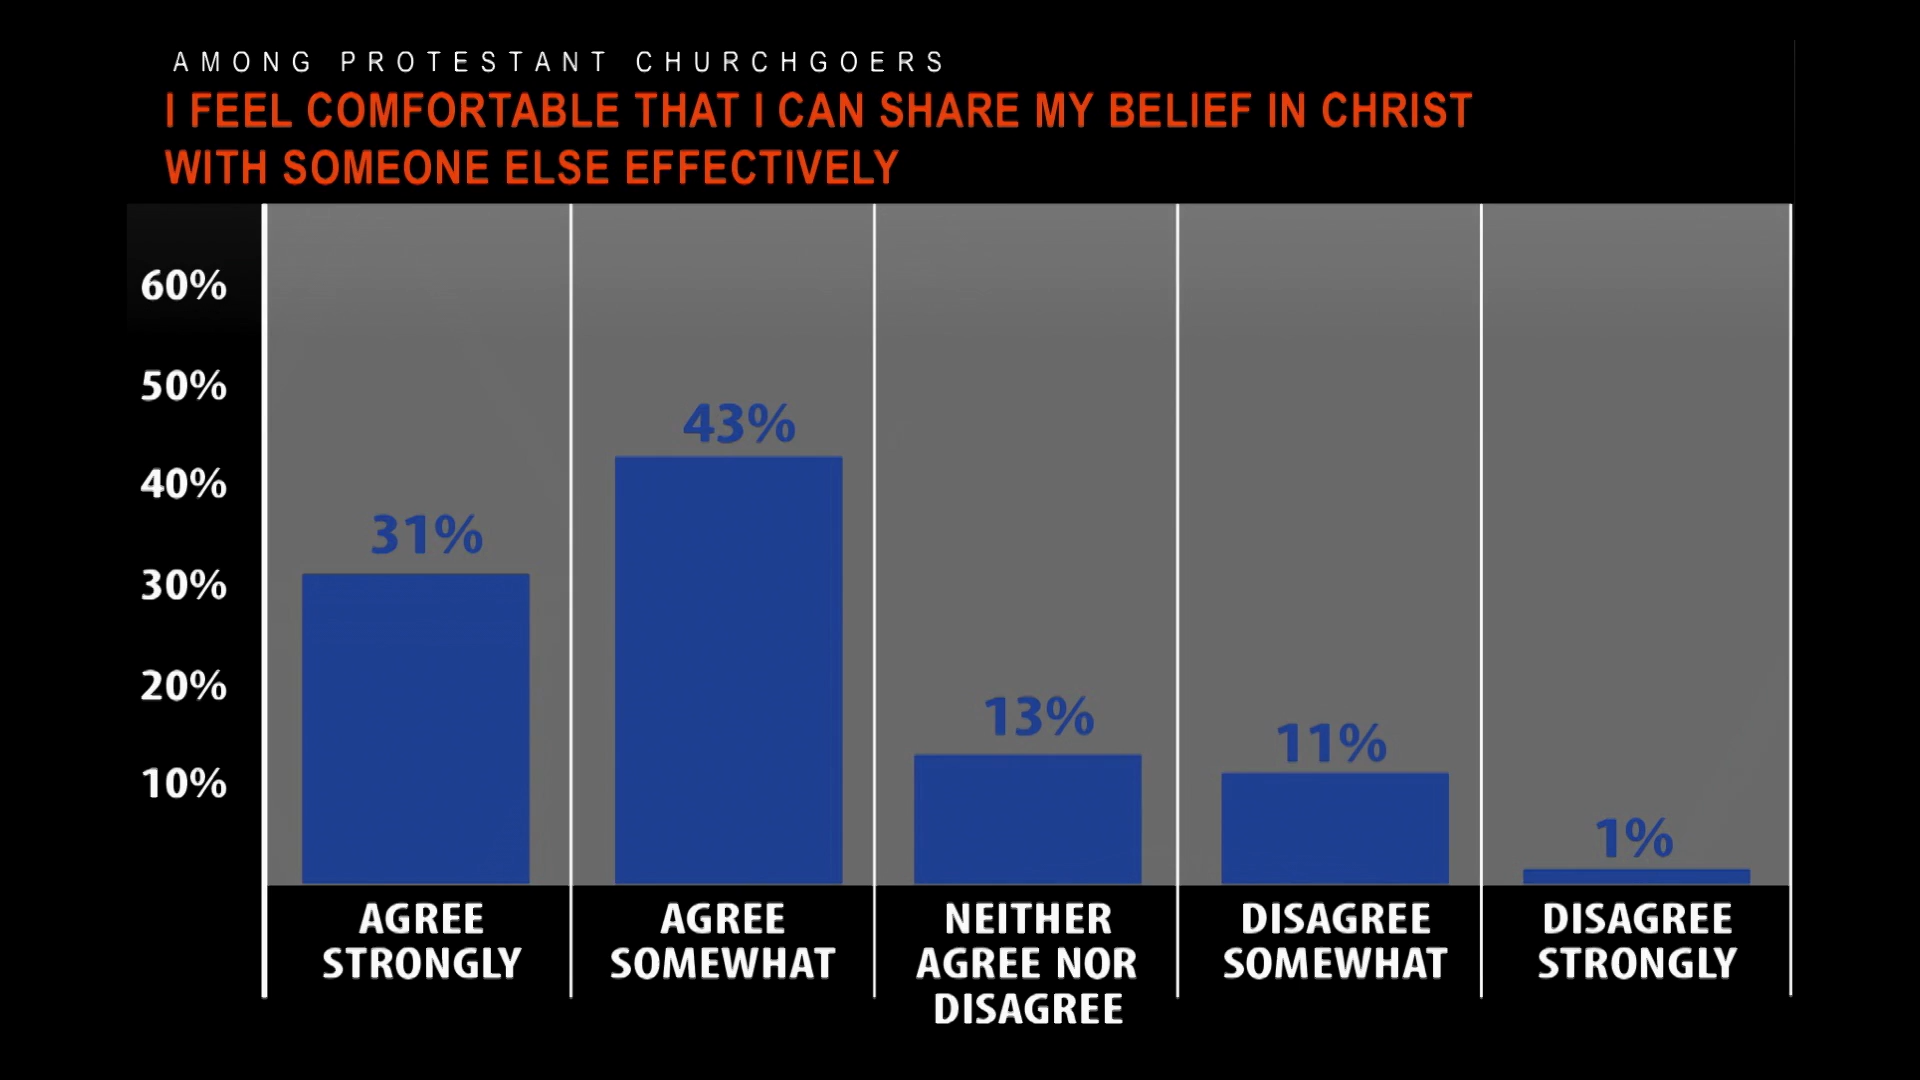 AMONG PROTESTANT CHURCHGOERS
I FEEL COMFORTABLE THAT I CAN SHARE MY BELIEF IN CHRIST
WITH SOMEONE ELSE EFFECTIVELY
60%
50%
40%
30%
20%
10%
31%
43%
13%
11%
1%
AGREE
STRONGLY
AGREE
SOMEWHAT
NEITHER
AGREE NOR
DISAGREE
DISAGREE
SOMEWHAT
DISAGREE
STRONGLY